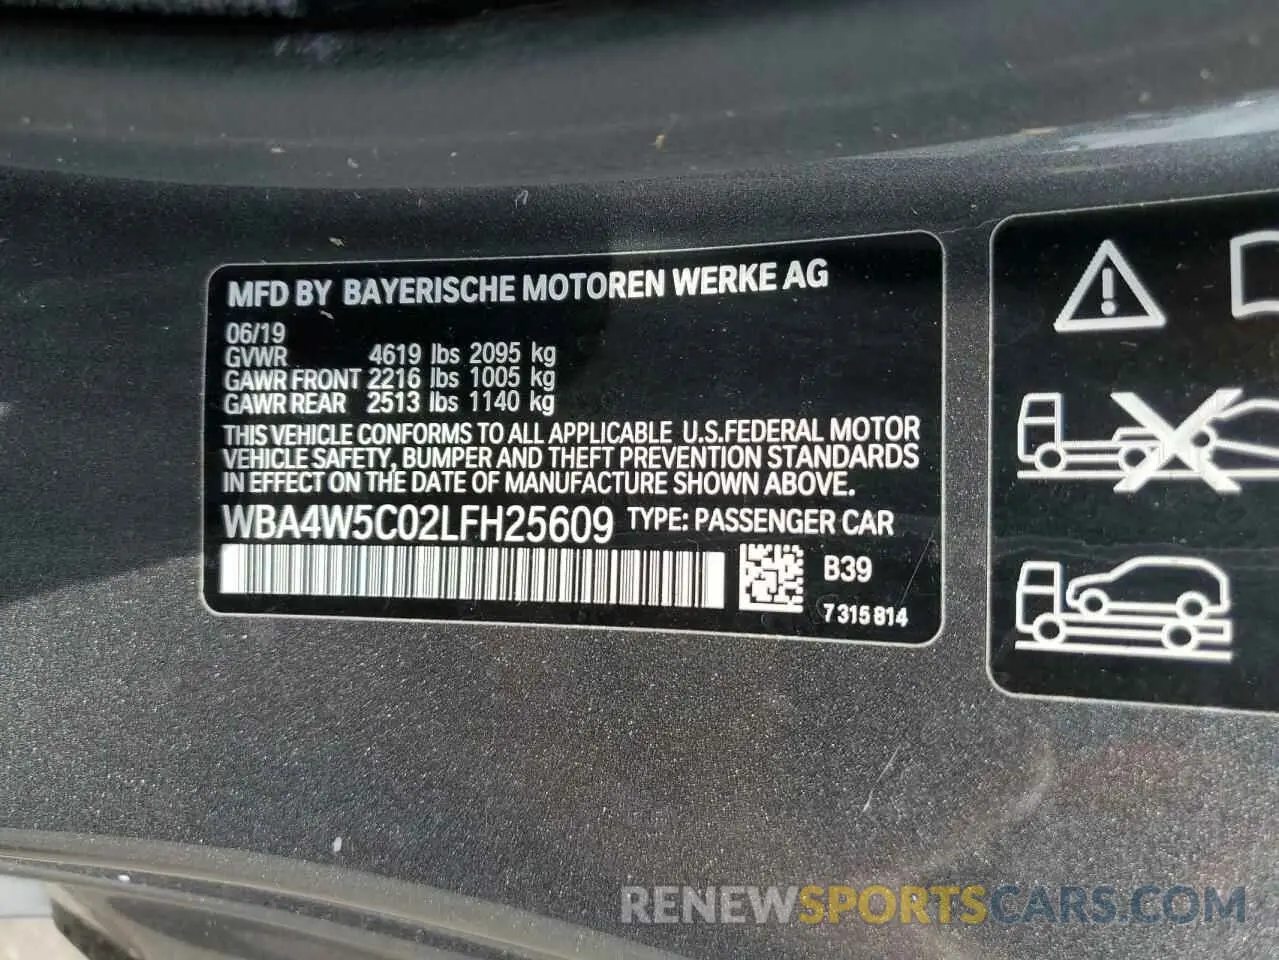 MFD BY BAYERISCHE MOTOREN WERKE AG
06/19
GVWR 4619 lbs 2095 kg
GAWR FRONT 2216 lbs 1005 kg
GAWR REAR 2513 lbs 1140 kg
THIS VEHICLE CONFORMS TO ALL APPLICABLE U.S.FEDERAL MOTOR
VEHICLE SAFETY, BUMPER AND THEFT PREVENTION STANDARDS
IN EFFECT ON THE DATE OF MANUFACTURE SHOWN ABOVE.
WBA4W5C02LFH25609 TYPE: PASSENGER CAR
B39
7 315 814
RENEWSPORTSCARS.COM